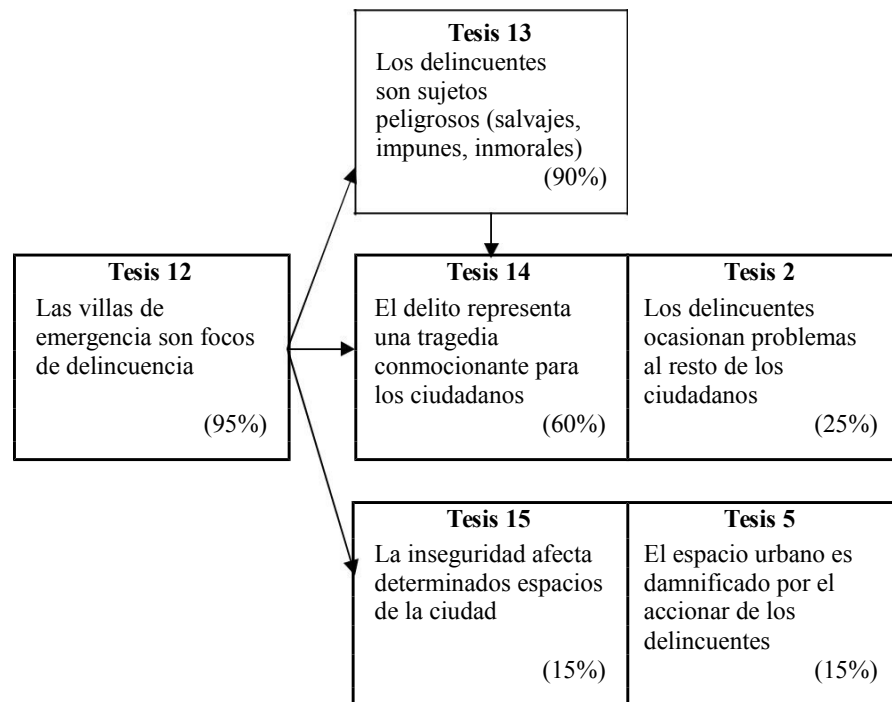 Tesis 13
Los delincuentes
son sujetos
peligrosos (salvajes,
impunes, inmorales)
(90%)
Tesis 12
Las villas de
emergencia son focos
de delincuencia
(95%)
Tesis 14
El delito representa
una tragedia
conmocionante para
los ciudadanos
(60%)
Tesis 2
Los delincuentes
ocasionan problemas
al resto de los
ciudadanos
(25%)
Tesis 15
La inseguridad afecta
determinados espacios
de la ciudad
(15%)
Tesis 5
El espacio urbano es
damnificado por el
accionar de los
delincuentes
(15%)